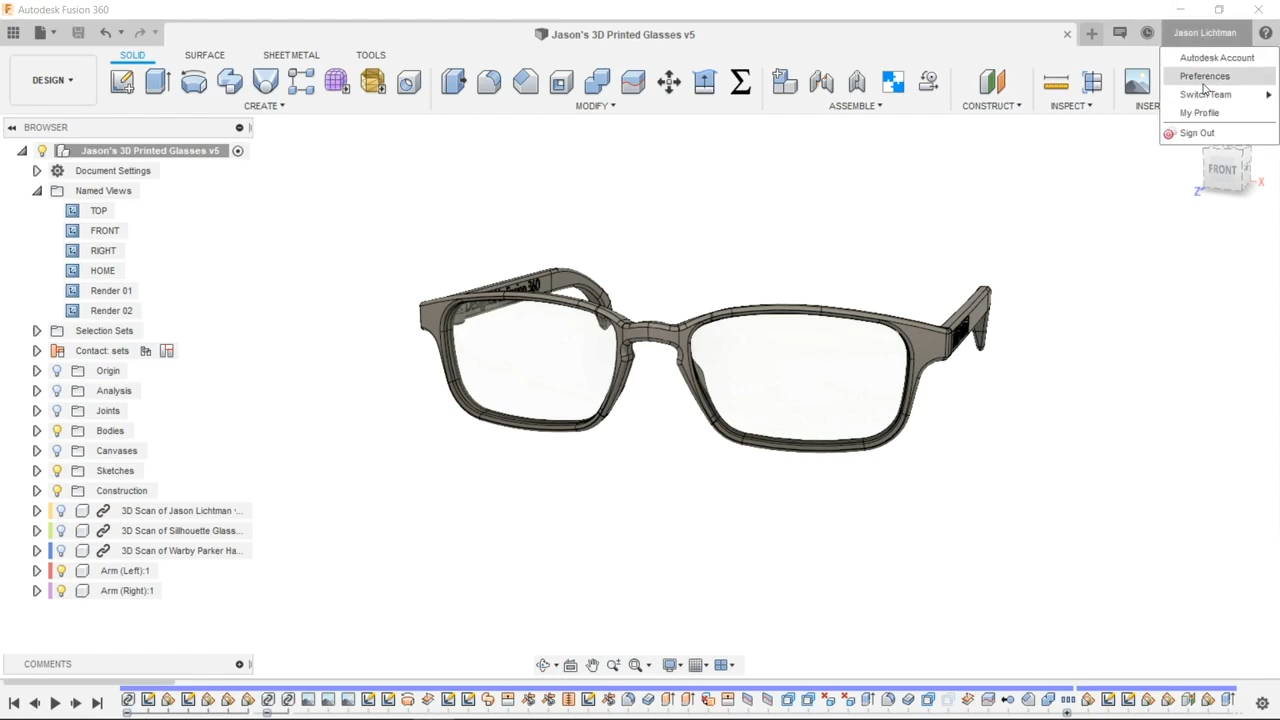 Autodesk Fusion 360
Jason's 3D Printed Glasses v5
Jason Lichtman
DESIGN
SOLID
SURFACE
SHEET METAL
TOOLS
CREATE
MODIFY
ASSEMBLE
CONSTRUCT
INSPECT
INSER
Autodesk Account
Preferences
Switch Team
My Profile
Sign Out
BROWSER
FRONT
X
Z
Jason's 3D Printed Glasses v5
Document Settings
Named Views
TOP
FRONT
RIGHT
HOME
Render 01
Render 02
Selection Sets
Contact: sets
Origin
Analysis
Joints
Bodies
Canvases
Sketches
Construction
3D Scan of Jason Lichtman ...
3D Scan of Silhouette Glass...
3D Scan of Warby Parker Ha...
Arm (Left):1
Arm (Right):1
COMMENTS